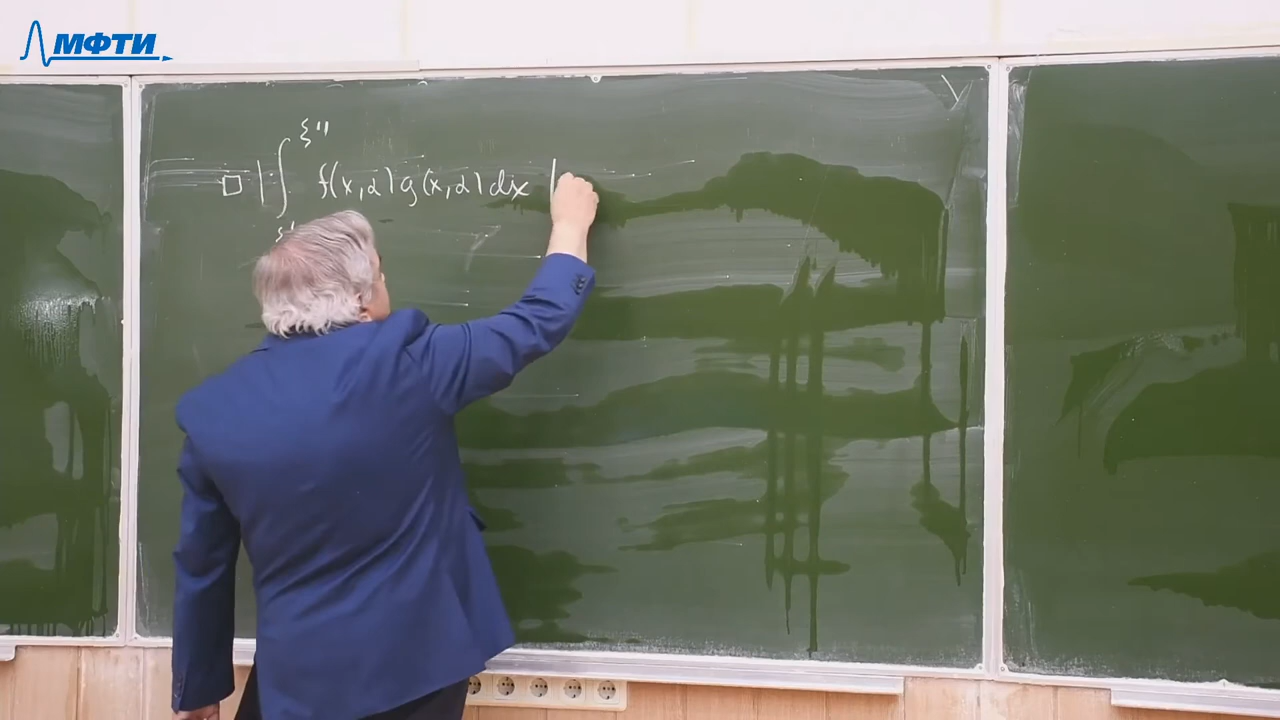 МФТИ
ξ''
□ |∫ f(x,α)g(x,α)dx |
ξ'